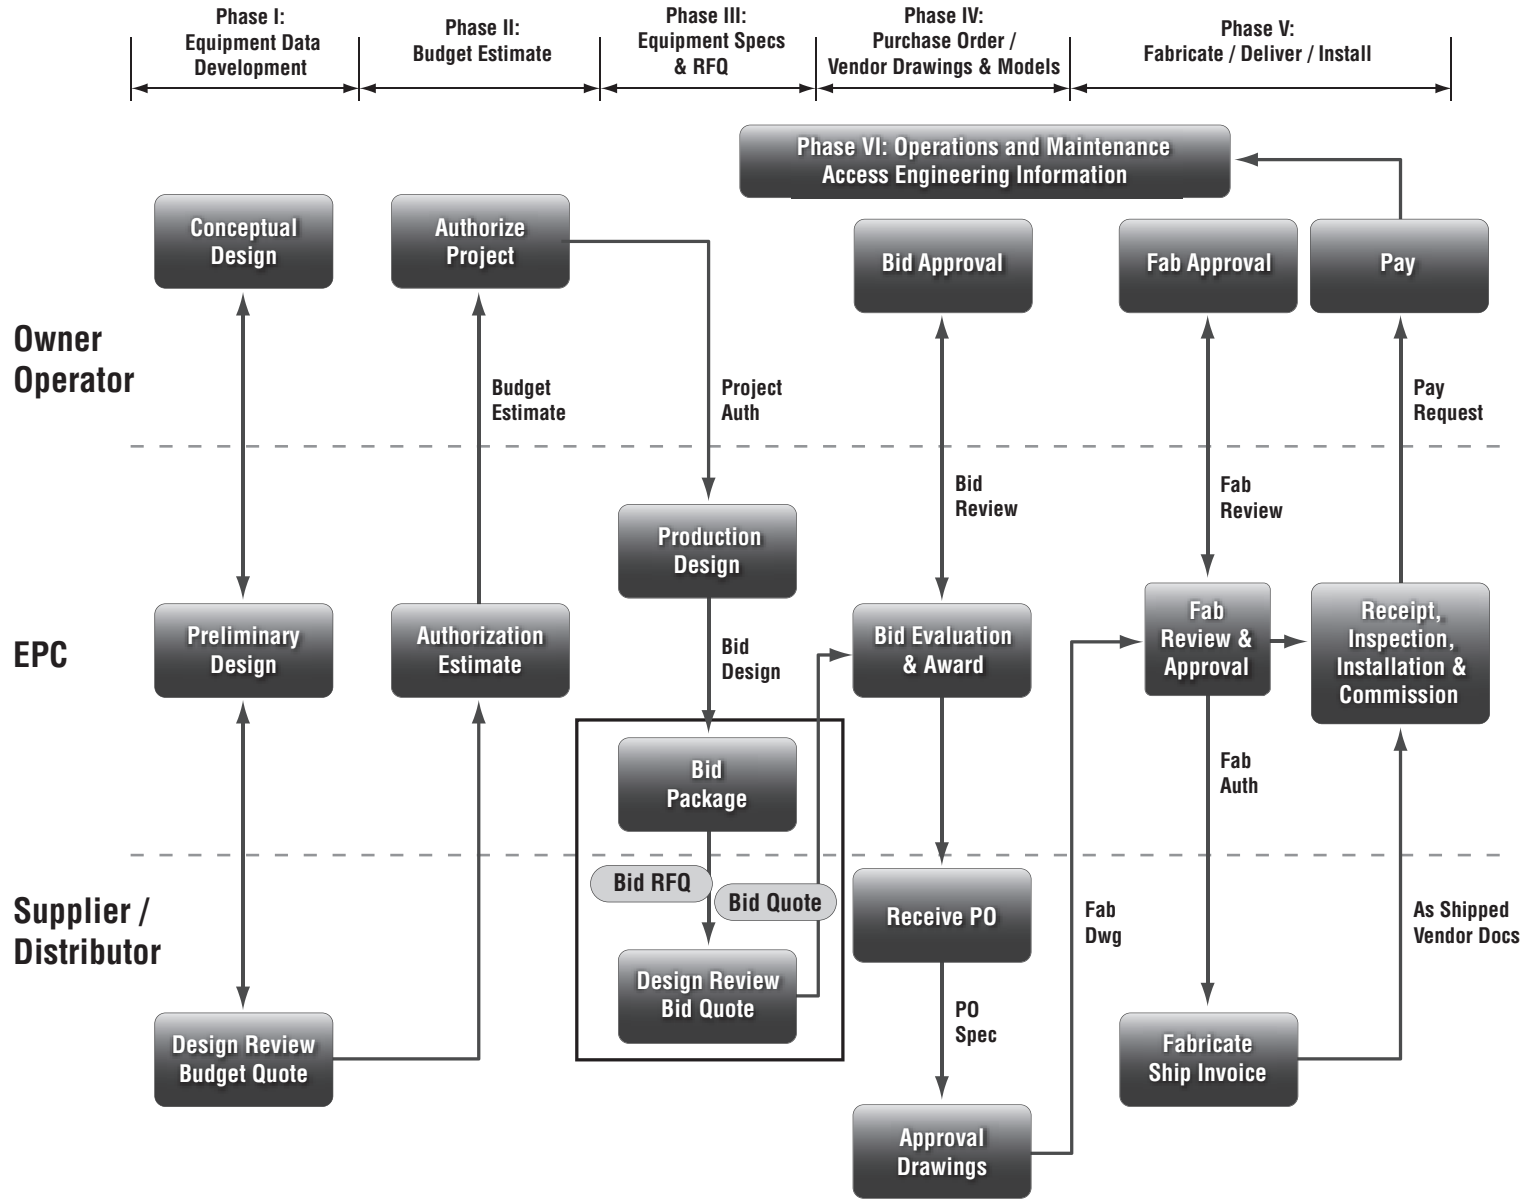 Phase I:
Equipment Data
Development
Phase II:
Budget Estimate
Phase III:
Equipment Specs
& RFQ
Phase IV:
Purchase Order /
Vendor Drawings & Models
Phase V:
Fabricate / Deliver / Install
Phase VI: Operations and Maintenance
Access Engineering Information
Owner
Operator
Conceptual
Design
Authorize
Project
Bid Approval
Fab Approval
Pay
Budget
Estimate
Project
Auth
Pay
Request
Bid
Review
Fab
Review
EPC
Production
Design
Preliminary
Design
Authorization
Estimate
Bid
Design
Bid Evaluation
& Award
Fab
Review &
Approval
Receipt,
Inspection,
Installation &
Commission
Bid
Package
Fab
Auth
Supplier /
Distributor
Bid RFQ
Bid Quote
Receive PO
Fab
Dwg
As Shipped
Vendor Docs
Design Review
Bid Quote
PO
Spec
Design Review
Budget Quote
Fabricate
Ship Invoice
Approval
Drawings